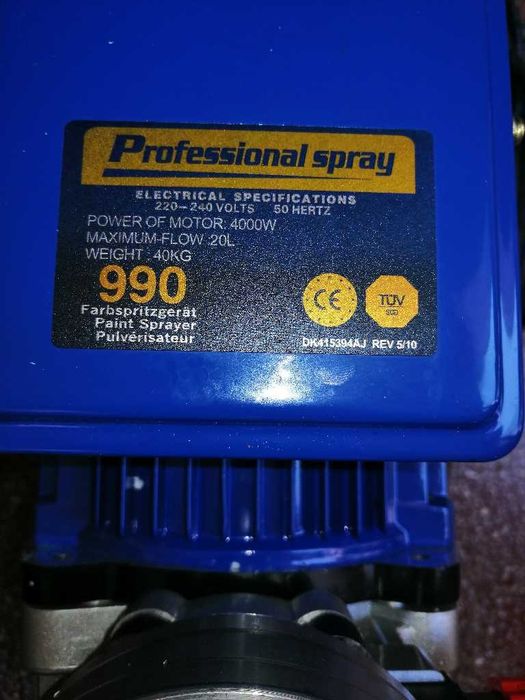 Professional spray
ELECTRICAL SPECIFICATIONS
220-240 VOLTS 50 HERTZ
POWER OF MOTOR: 4000W
MAXIMUM-FLOW :20L
WEIGHT : 40KG
990
Farbspritzgerät
Paint Sprayer
Pulvérisateur
CE
TÜV
DK415394AJ REV 5/10